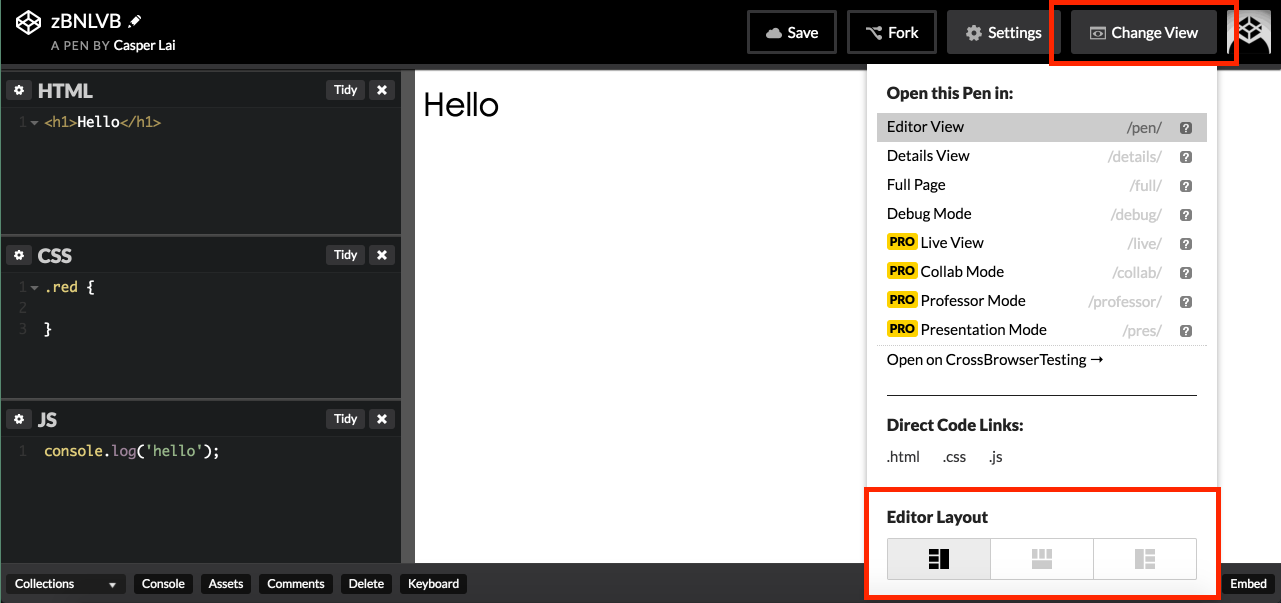 zBNLVB
A PEN BY Casper Lai
Save
Fork
Settings
Change View
HTML
Tidy
1
<h1>Hello</h1>
CSS
Tidy
1
.red {
2
3
}
JS
Tidy
1
console.log('hello');
Hello
Open this Pen in:
Editor View /pen/ ?
Details View /details/ ?
Full Page /full/ ?
Debug Mode /debug/ ?
PRO Live View /live/ ?
PRO Collab Mode /collab/ ?
PRO Professor Mode /professor/ ?
PRO Presentation Mode /pres/ ?
Open on CrossBrowserTesting →
Direct Code Links:
.html .css .js
Editor Layout
Collections
Console
Assets
Comments
Delete
Keyboard
Embed